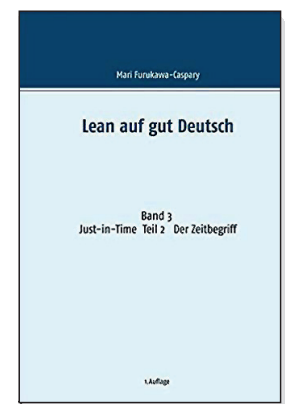 Mari Furukawa-Caspary
Lean auf gut Deutsch
Band 3
Just-in-Time Teil 2 Der Zeitbegriff
1.Auflage